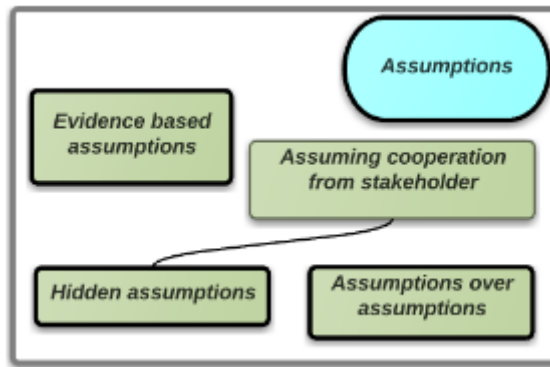 Assumptions
Evidence based
assumptions
Assuming cooperation
from stakeholder
Hidden assumptions
Assumptions over
assumptions